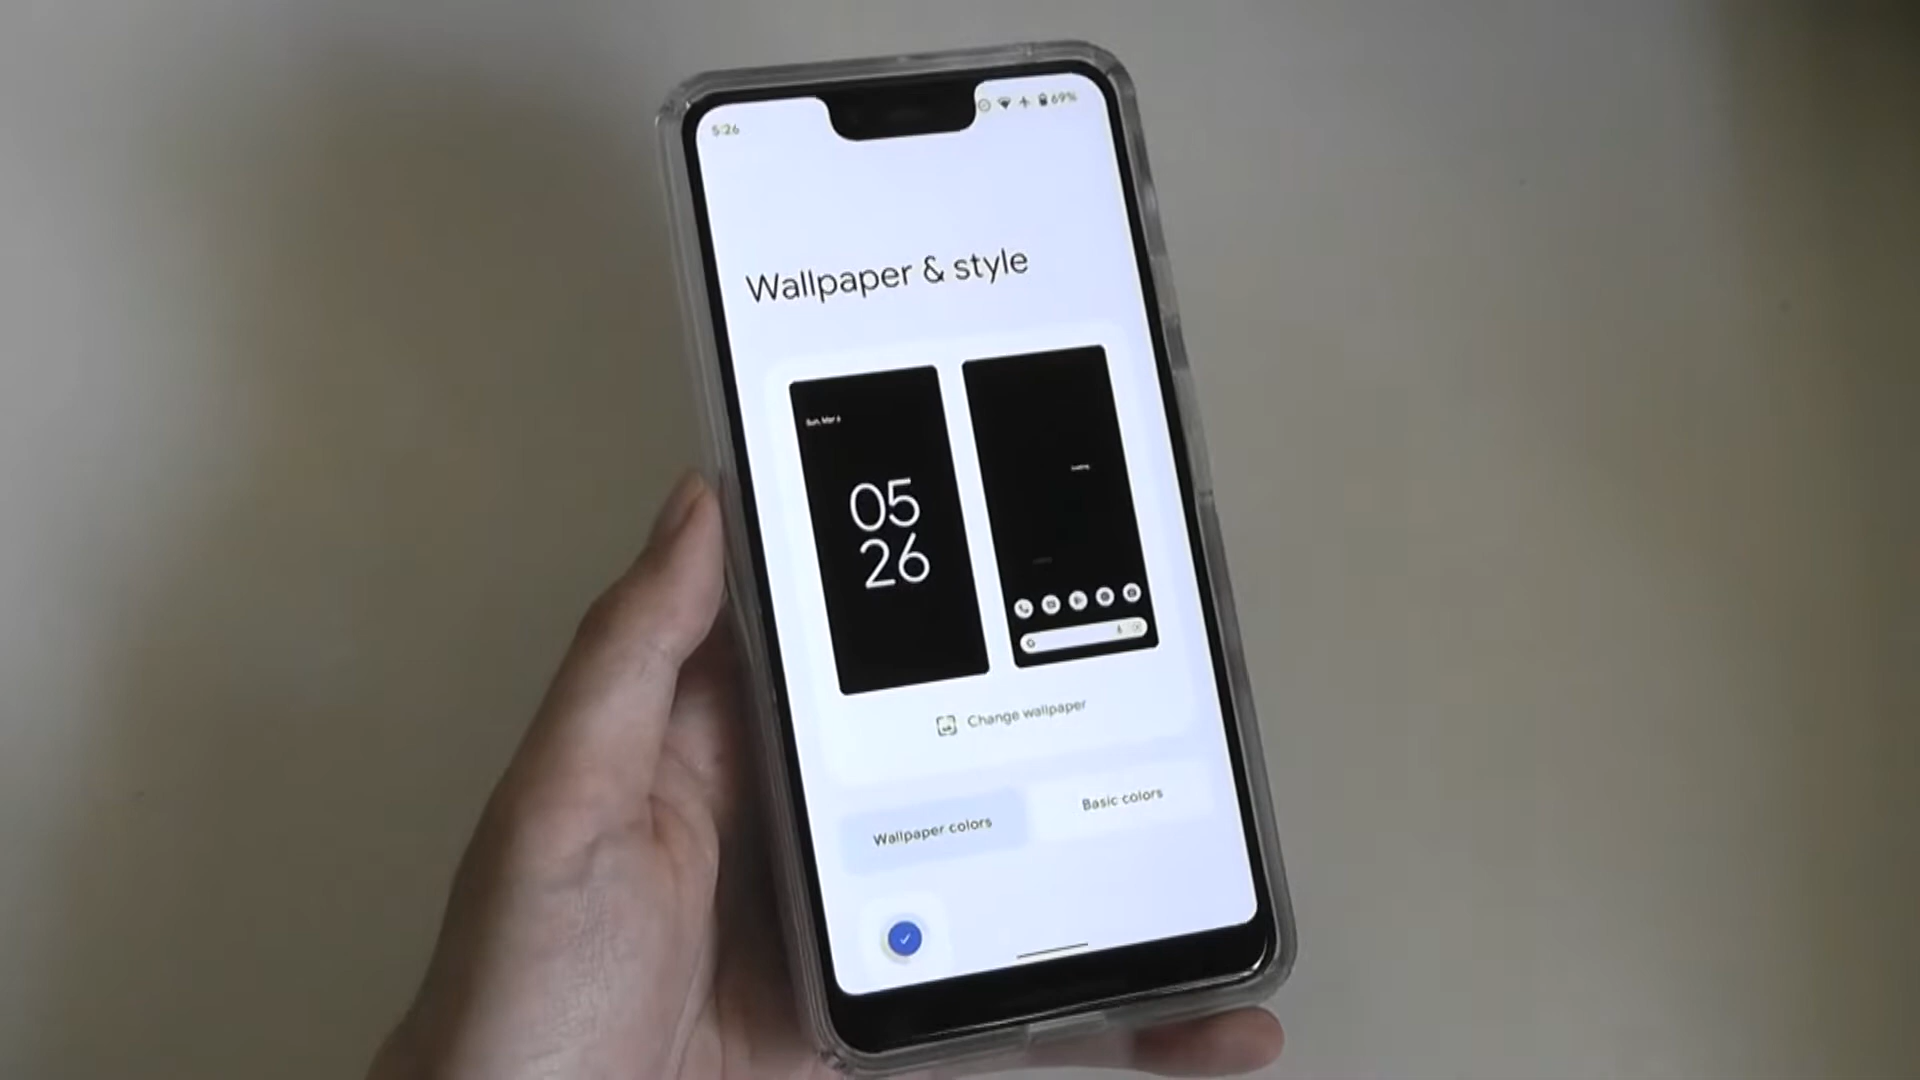 5:26
69%
Wallpaper & style
Sun, Mar 6
05
26
Change wallpaper
Wallpaper colors
Basic colors